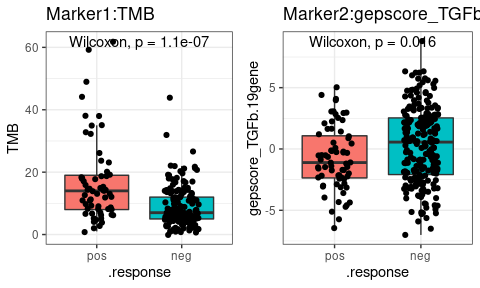 Marker1:TMB
Wilcoxon, p = 1.1e-07
TMB
60
40
20
0
pos
neg
.response
Marker2:gepscore_TGFb
Wilcoxon, p = 0.016
gepscore_TGFb.19gene
5
0
-5
pos
neg
.response